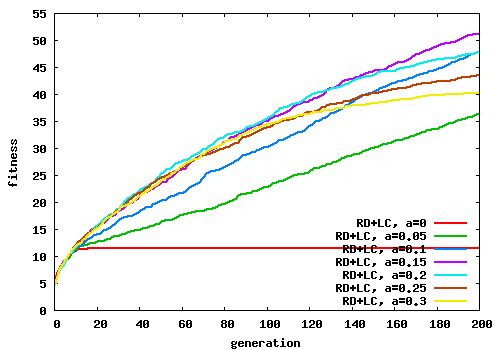 55
50
45
40
35
30
25
20
15
10
5
0
fitness
RD+LC, a=0
RD+LC, a=0.05
RD+LC, a=0.1
RD+LC, a=0.15
RD+LC, a=0.2
RD+LC, a=0.25
RD+LC, a=0.3
0 20 40 60 80 100 120 140 160 180 200
generation